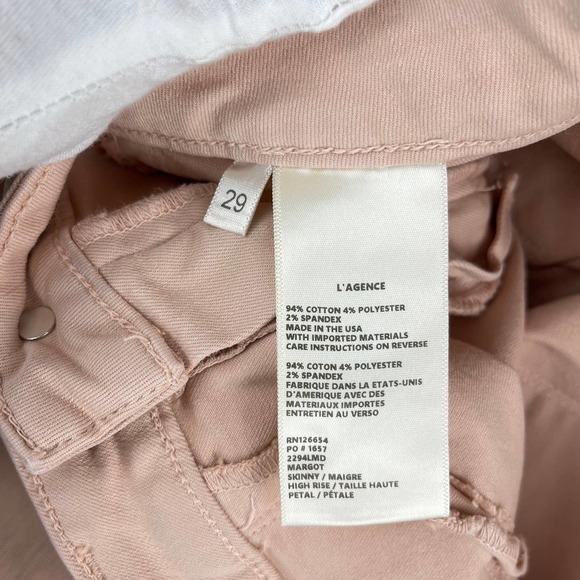 29
L'AGENCE
94% COTTON 4% POLYESTER
2% SPANDEX
MADE IN THE USA
WITH IMPORTED MATERIALS
CARE INSTRUCTIONS ON REVERSE
94% COTON 4% POLYESTER
2% SPANDEX
FABRIQUE DANS LA ETATS-UNIS
D'AMERIQUE AVEC DES
MATERIAUX IMPORTES
ENTRETIEN AU VERSO
RN126654
PO # 1657
2294LMD
MARGOT
SKINNY / MAIGRE
HIGH RISE / TAILLE HAUTE
PETAL / PÉTALE